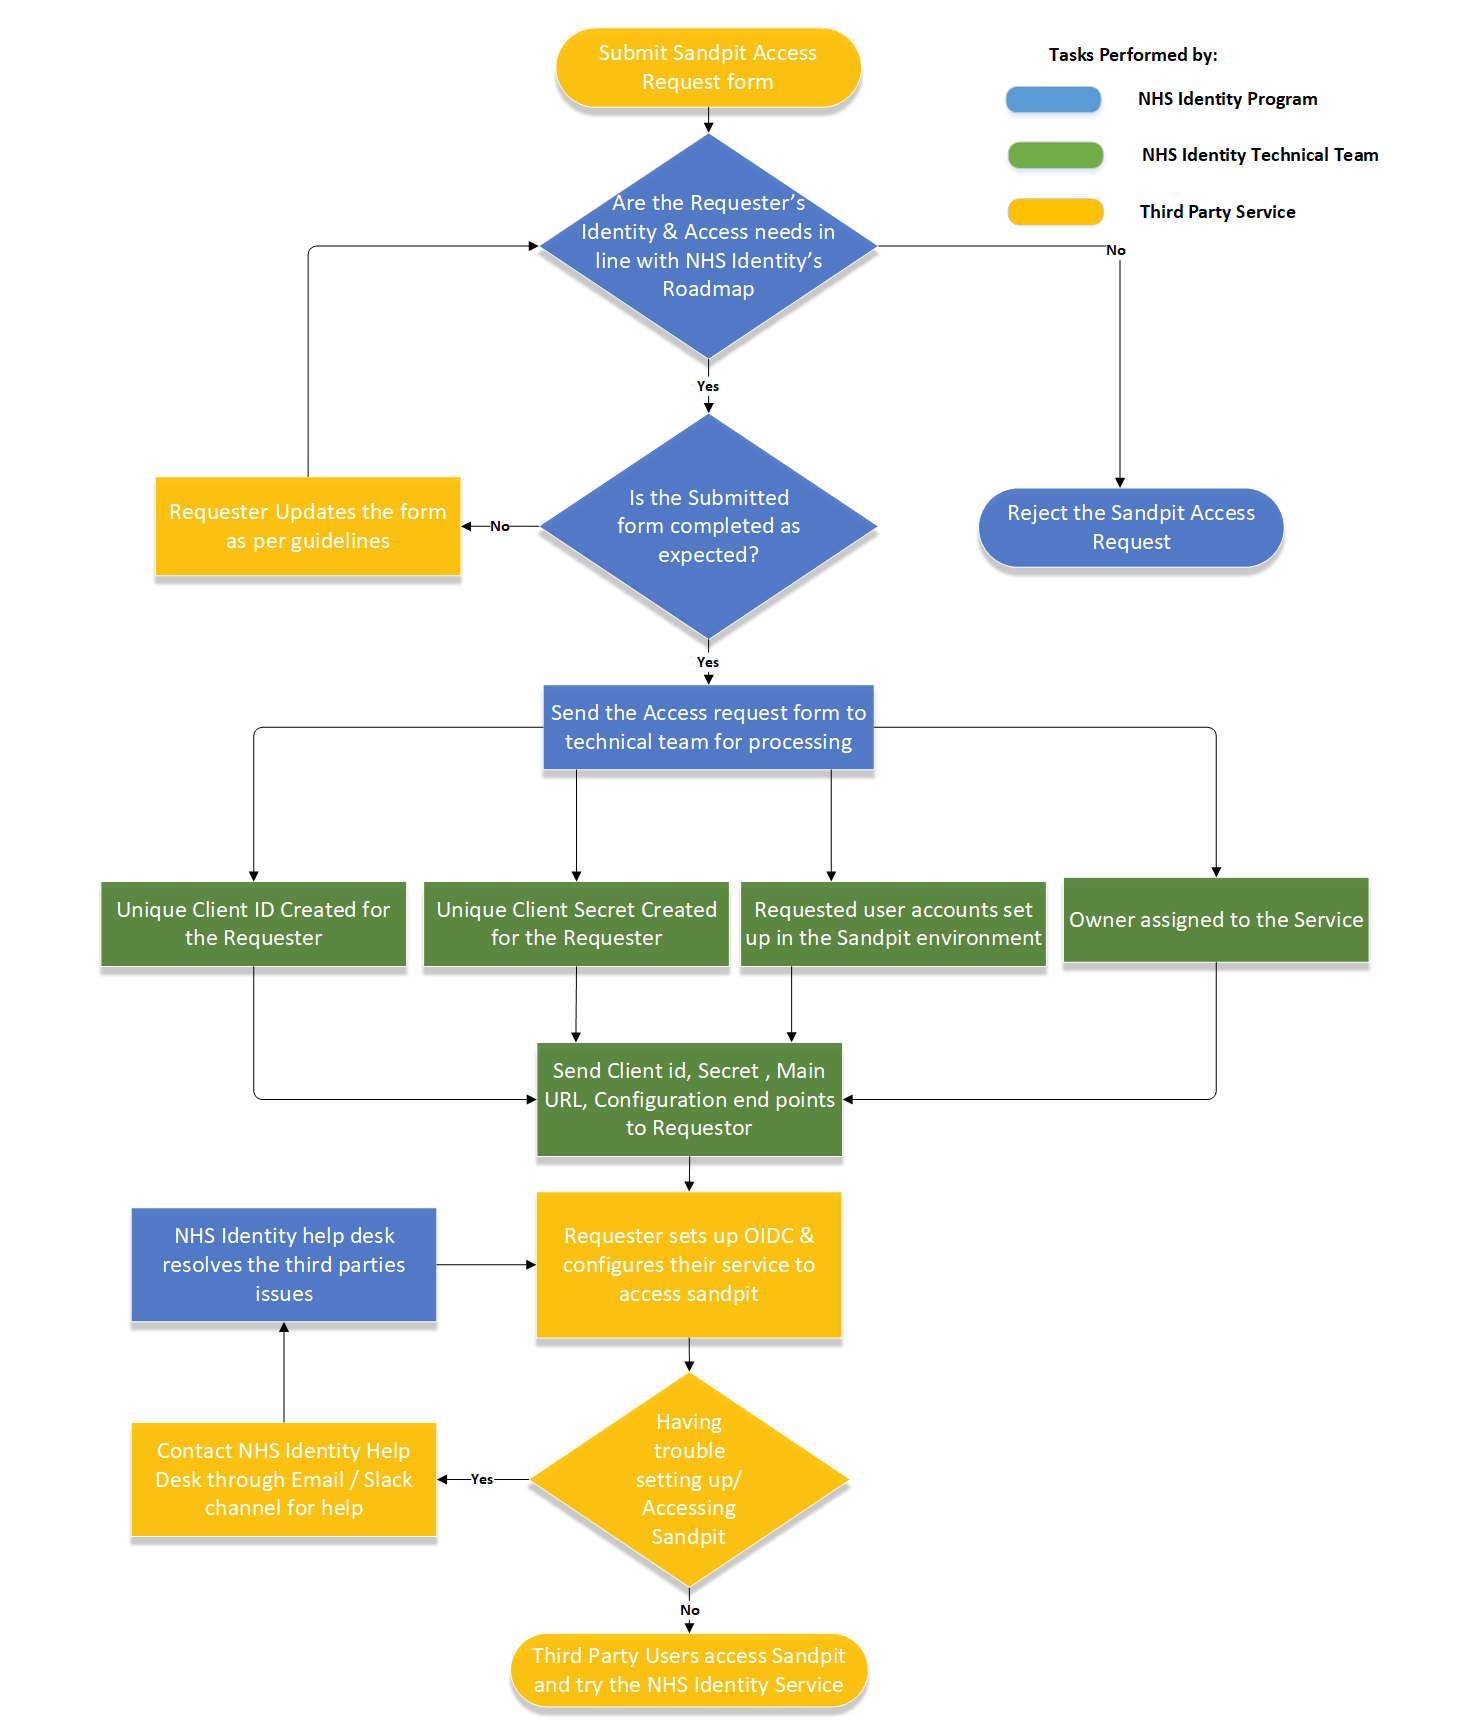 Submit Sandpit Access
Request form
Tasks Performed by:
NHS Identity Program
NHS Identity Technical Team
Third Party Service
Are the Requester's
Identity & Access needs in
line with NHS Identity's
Roadmap
No
Yes
Is the Submitted
form completed as
expected?
No
Requester Updates the form
as per guidelines
Reject the Sandpit Access
Request
Yes
Send the Access request form to
technical team for processing
Unique Client ID Created for
the Requester
Unique Client Secret Created
for the Requester
Requested user accounts set
up in the Sandpit environment
Owner assigned to the Service
Send Client id, Secret , Main
URL, Configuration end points
to Requestor
NHS Identity help desk
resolves the third parties
issues
Requester sets up OIDC &
configures their service to
access sandpit
Contact NHS Identity Help
Desk through Email / Slack
channel for help
Yes
Having
trouble
setting up/
Accessing
Sandpit
No
Third Party Users access Sandpit
and try the NHS Identity Service